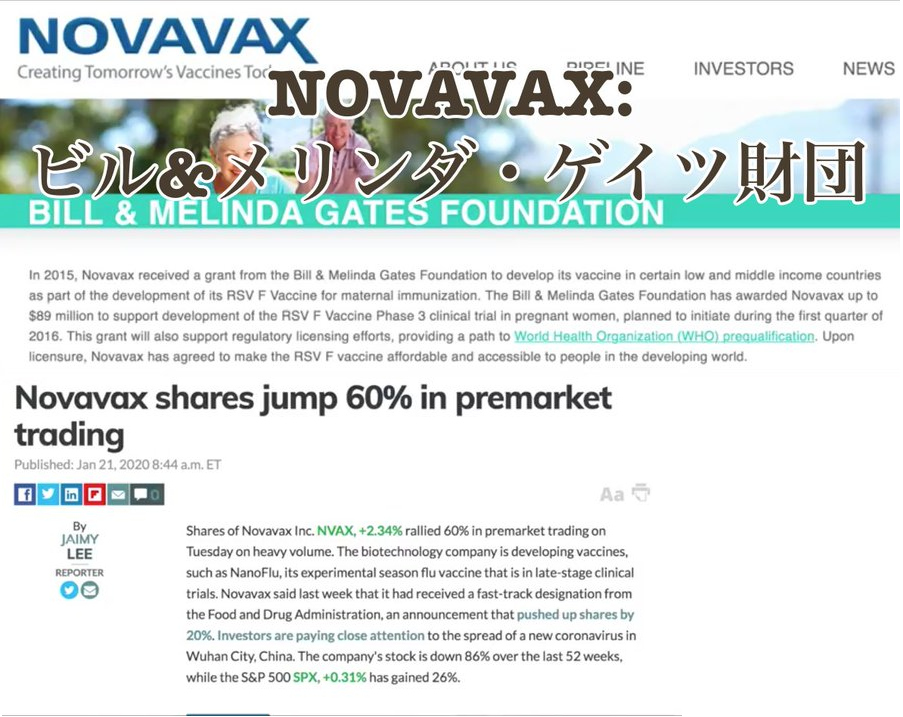 NOVAVAX
Creating Tomorrow's Vaccines Tod
ABOUT US PIPELINE INVESTORS NEWS
NOVAVAX:
ビル&メリンダ・ゲイツ財団
BILL & MELINDA GATES FOUNDATION
In 2015, Novavax received a grant from the Bill & Melinda Gates Foundation to develop its vaccine in certain low and middle income countries
as part of the development of its RSV F Vaccine for maternal immunization. The Bill & Melinda Gates Foundation has awarded Novavax up to
$89 million to support development of the RSV F Vaccine Phase 3 clinical trial in pregnant women, planned to initiate during the first quarter of
2016. This grant will also support regulatory licensing efforts, providing a path to World Health Organization (WHO) prequalification. Upon
licensure, Novavax has agreed to make the RSV F vaccine affordable and accessible to people in the developing world.
Novavax shares jump 60% in premarket
trading
Published: Jan 21, 2020 8:44 a.m. ET
0
Aa
By
JAIMY
LEE
REPORTER
Shares of Novavax Inc. NVAX, +2.34% rallied 60% in premarket trading on
Tuesday on heavy volume. The biotechnology company is developing vaccines,
such as NanoFlu, its experimental season flu vaccine that is in late-stage clinical
trials. Novavax said last week that it had received a fast-track designation from
the Food and Drug Administration, an announcement that pushed up shares by
20%. Investors are paying close attention to the spread of a new coronavirus in
Wuhan City, China. The company's stock is down 86% over the last 52 weeks,
while the S&P 500 SPX, +0.31% has gained 26%.